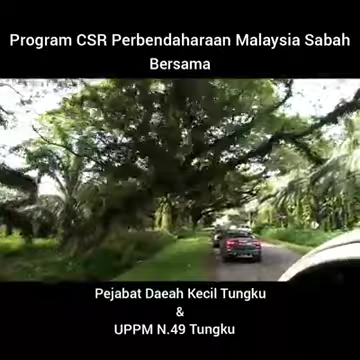 Program CSR Perbendaharaan Malaysia Sabah
Bersama
Pejabat Daeah Kecil Tungku
&
UPPM N.49 Tungku